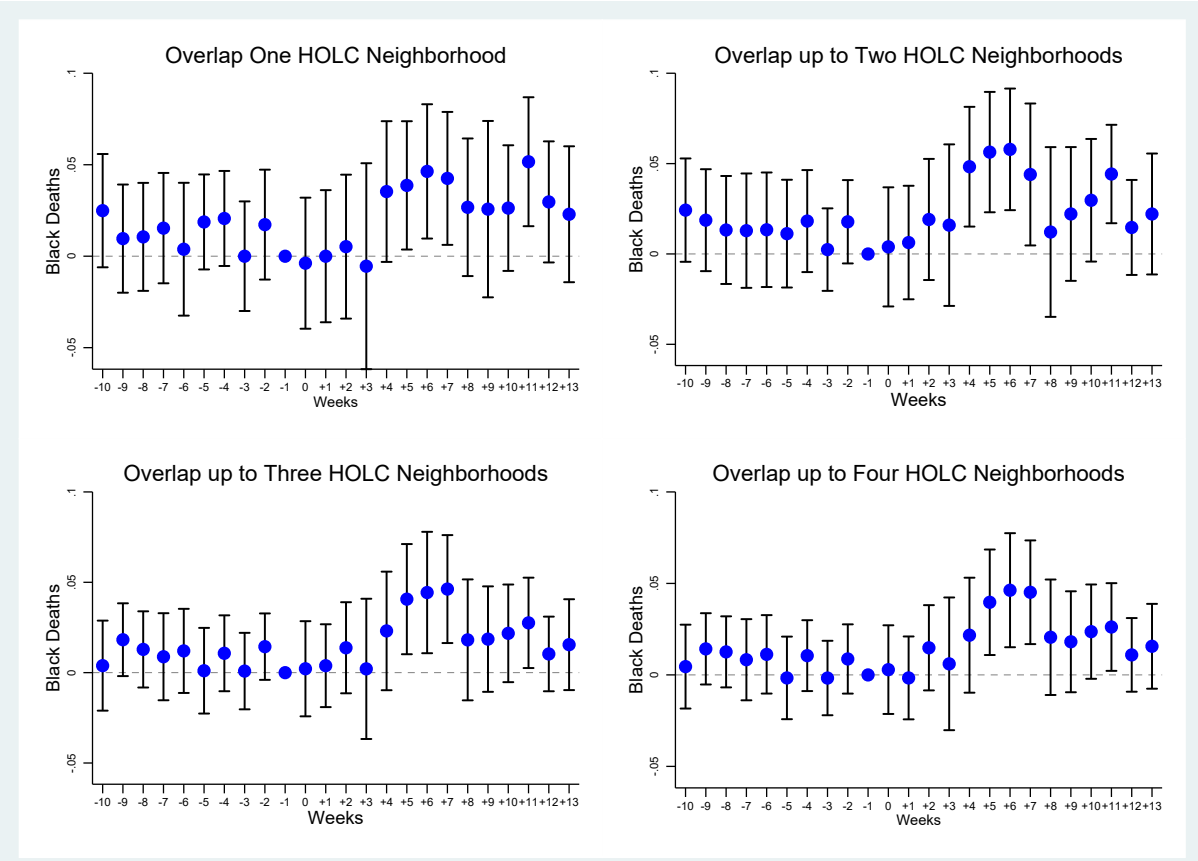 Overlap One HOLC Neighborhood
.1
.05
0
-.05
Black Deaths
-10 -9 -8 -7 -6 -5 -4 -3 -2 -1 0 +1 +2 +3 +4 +5 +6 +7 +8 +9 +10 +11 +12 +13
Weeks
Overlap up to Two HOLC Neighborhoods
.1
.05
0
-.05
Black Deaths
-10 -9 -8 -7 -6 -5 -4 -3 -2 -1 0 +1 +2 +3 +4 +5 +6 +7 +8 +9 +10 +11 +12 +13
Weeks
Overlap up to Three HOLC Neighborhoods
.1
.05
0
-.05
Black Deaths
-10 -9 -8 -7 -6 -5 -4 -3 -2 -1 0 +1 +2 +3 +4 +5 +6 +7 +8 +9 +10 +11 +12 +13
Weeks
Overlap up to Four HOLC Neighborhoods
.1
.05
0
-.05
Black Deaths
-10 -9 -8 -7 -6 -5 -4 -3 -2 -1 0 +1 +2 +3 +4 +5 +6 +7 +8 +9 +10 +11 +12 +13
Weeks